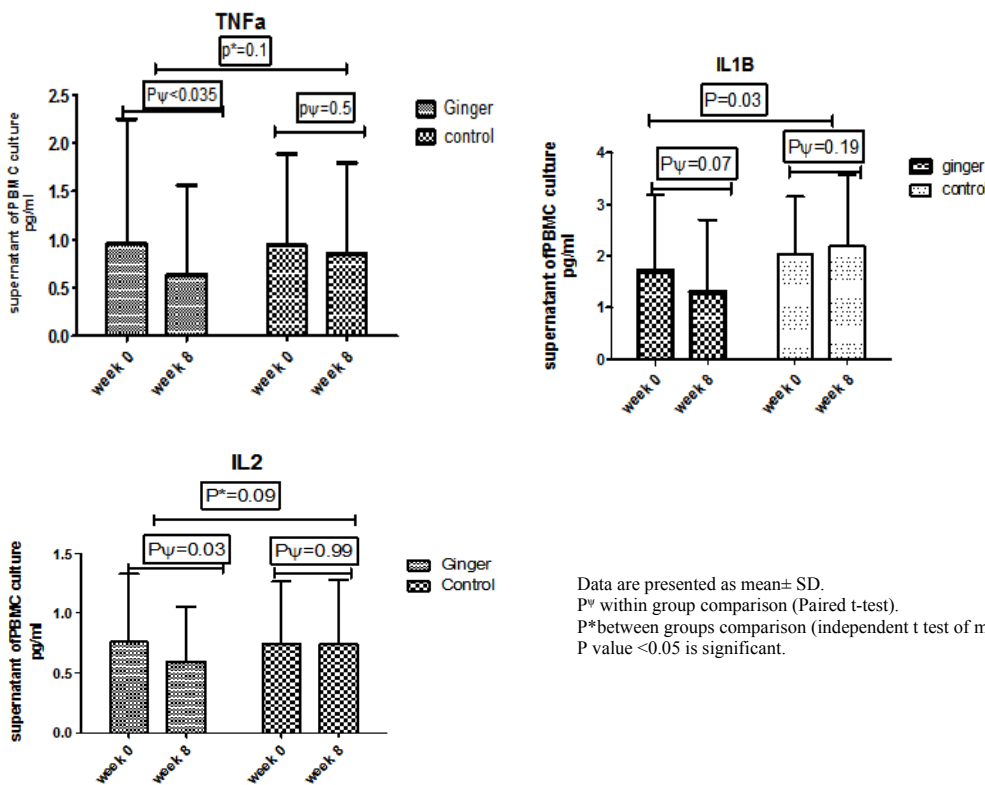 TNFa
p*=0.1
Pψ<0.035
pψ=0.5
Ginger
control
supernatant of PBM C culture
pg/ml
2.5
2.0
1.5
1.0
0.5
0.0
week 0
week 8
week 0
week 8
IL1B
P=0.03
Pψ=0.07
Pψ=0.19
ginger
control
supernatant ofPBMC culture
pg/ml
4
3
2
1
0
week 0
week 8
week 0
week 8
IL2
P*=0.09
Pψ=0.03
Pψ=0.99
Ginger
Control
supernatant ofPBMC culture
pg/ml
1.5
1.0
0.5
0.0
week 0
week 8
week 0
week 8
Data are presented as mean± SD.
Pᴪ within group comparison (Paired t-test).
P*between groups comparison (independent t test of m
P value <0.05 is significant.